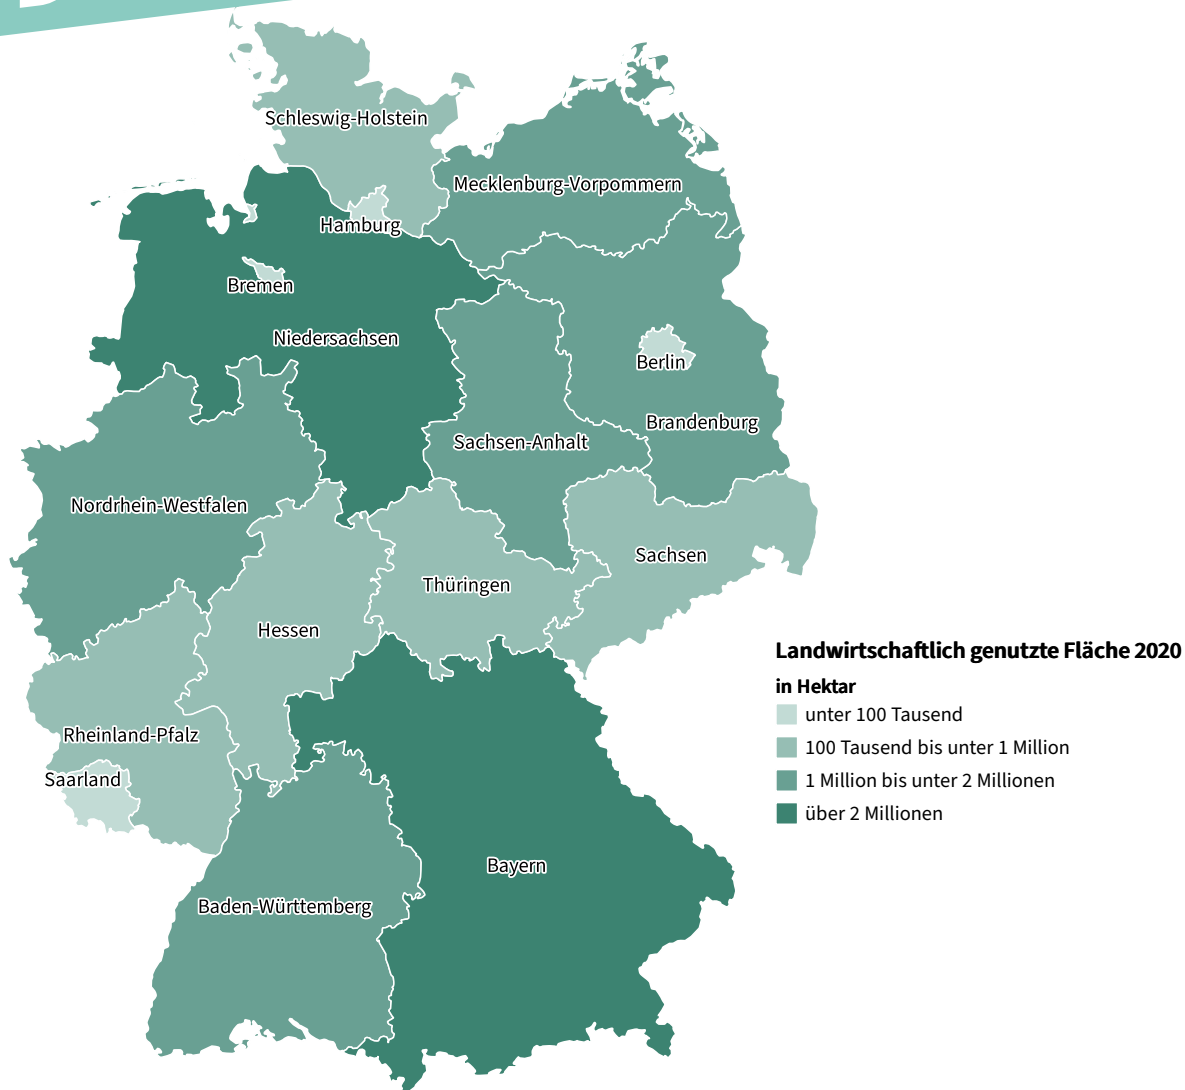 Schleswig-Holstein
Mecklenburg-Vorpommern
Hamburg
Bremen
Niedersachsen
Berlin
Brandenburg
Sachsen-Anhalt
Nordrhein-Westfalen
Sachsen
Thüringen
Hessen
Landwirtschaftlich genutzte Fläche 2020
in Hektar
unter 100 Tausend
100 Tausend bis unter 1 Million
1 Million bis unter 2 Millionen
über 2 Millionen
Rheinland-Pfalz
Saarland
Bayern
Baden-Württemberg